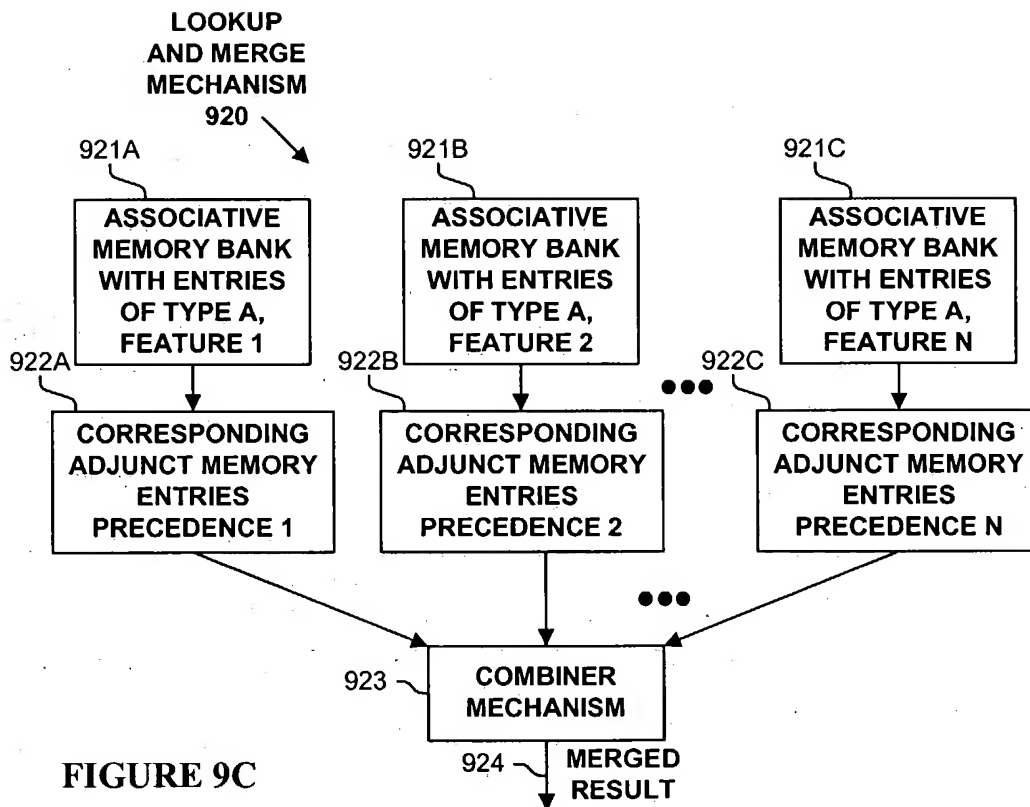 LOOKUP
AND MERGE
MECHANISM
920
921A
921B
921C
ASSOCIATIVE
MEMORY BANK
WITH ENTRIES
OF TYPE A,
FEATURE 1
ASSOCIATIVE
MEMORY BANK
WITH ENTRIES
OF TYPE A,
FEATURE 2
ASSOCIATIVE
MEMORY BANK
WITH ENTRIES
OF TYPE A,
FEATURE N
922A
922B
922C
CORRESPONDING
ADJUNCT MEMORY
ENTRIES
PRECEDENCE 1
CORRESPONDING
ADJUNCT MEMORY
ENTRIES
PRECEDENCE 2
CORRESPONDING
ADJUNCT MEMORY
ENTRIES
PRECEDENCE N
923
COMBINER
MECHANISM
924
MERGED
RESULT
FIGURE 9C